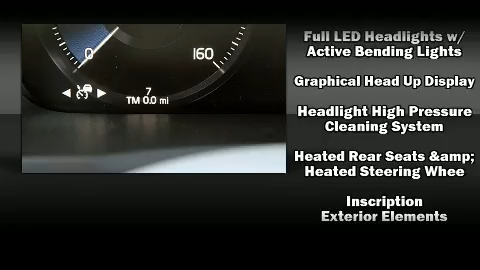 Full LED Headlights w/
Active Bending Lights
Graphical Head Up Display
Headlight High Pressure
Cleaning System
Heated Rear Seats &amp;
Heated Steering Whee
Inscription
Exterior Elements
0
160
7
TM 0.0 mi